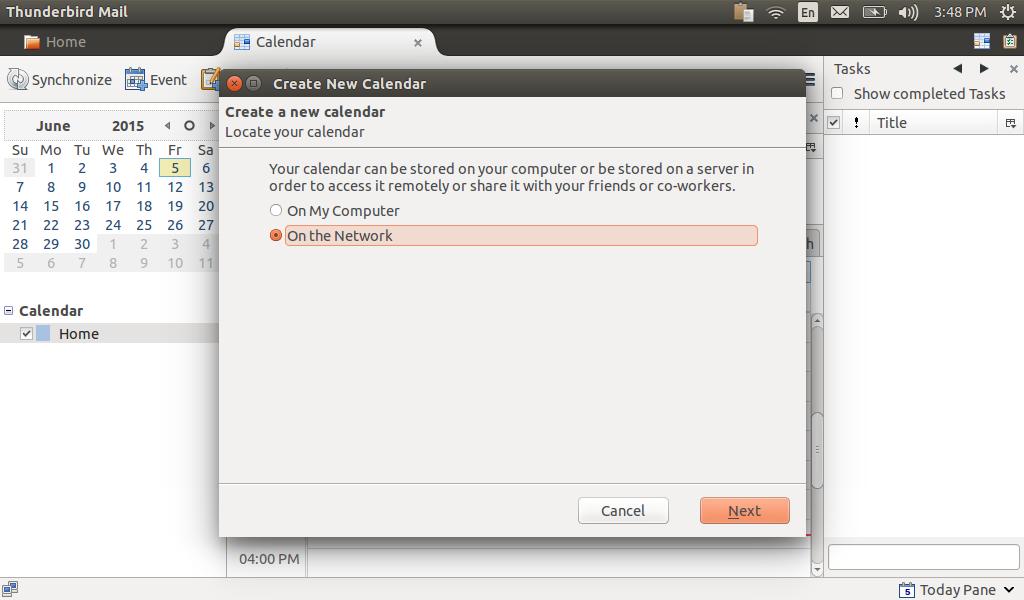 Thunderbird Mail
En
3:48 PM
Home
Calendar
Synchronize
Event
Create New Calendar
Create a new calendar
Locate your calendar
Your calendar can be stored on your computer or be stored on a server in
order to access it remotely or share it with your friends or co-workers.
On My Computer
On the Network
Cancel
Next
June 2015
Su Mo Tu We Th Fr Sa
31 1 2 3 4 5 6
7 8 9 10 11 12 13
14 15 16 17 18 19 20
21 22 23 24 25 26 27
28 29 30 1 2 3 4
5 6 7 8 9 10 11
Calendar
Home
h
04:00 PM
Tasks
Show completed Tasks
! Title
5 Today Pane